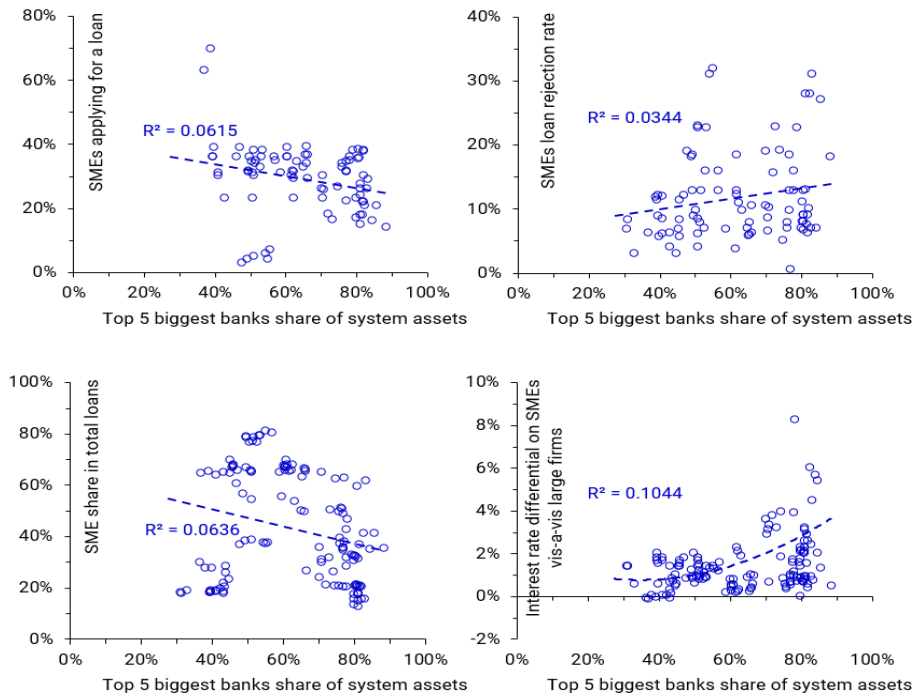 80%
60%
40%
20%
0%
SMEs applying for a loan
R² = 0.0615
0% 20% 40% 60% 80% 100%
Top 5 biggest banks share of system assets
40%
30%
20%
10%
0%
SMEs loan rejection rate
R² = 0.0344
0% 20% 40% 60% 80% 100%
Top 5 biggest banks share of system assets
100%
80%
60%
40%
20%
0%
SME share in total loans
R² = 0.0636
0% 20% 40% 60% 80% 100%
Top 5 biggest banks share of system assets
10%
8%
6%
4%
2%
0%
-2%
Interest rate differential on SMEs
vis-a-vis large firms
R² = 0.1044
0% 20% 40% 60% 80% 100%
Top 5 biggest banks share of system assets